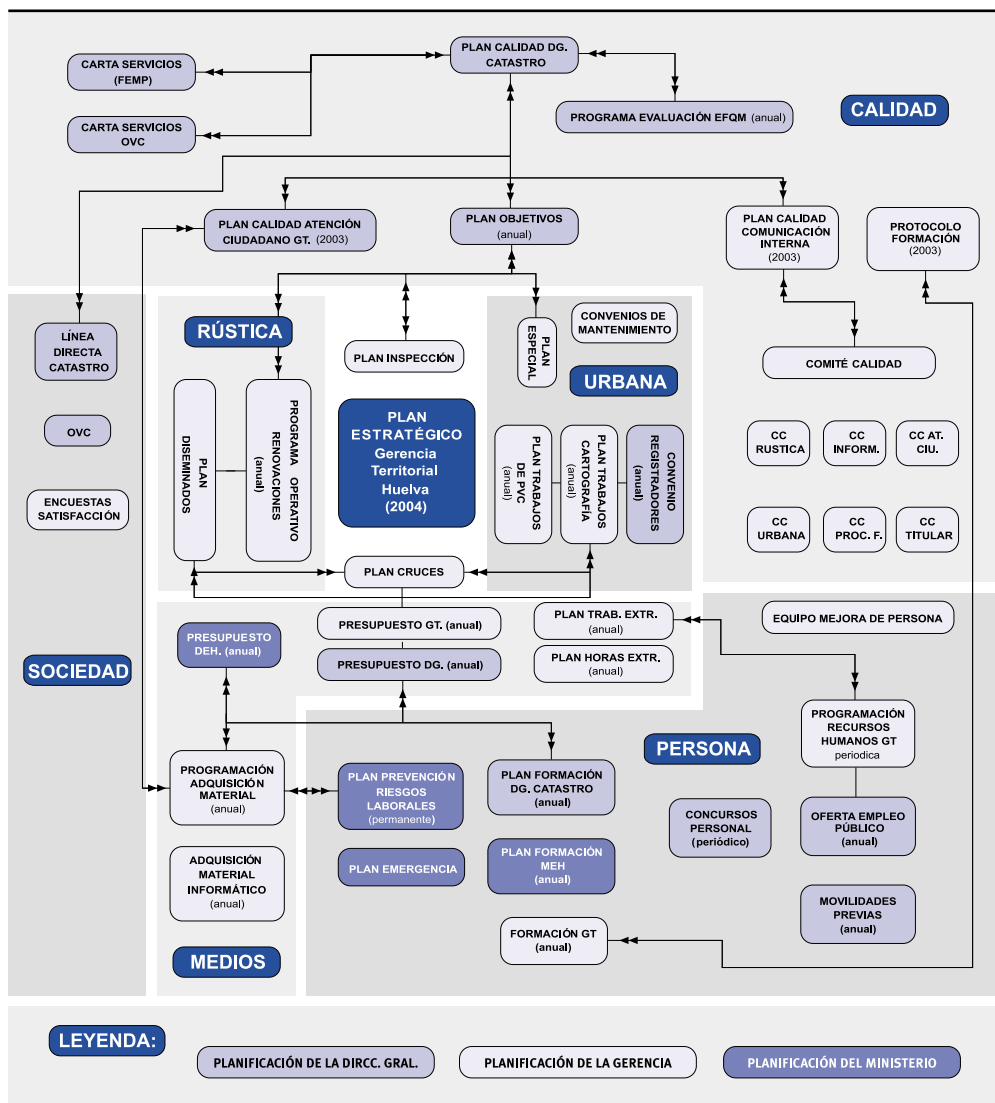 PLAN CALIDAD DG.
CATASTRO
CARTA SERVICIOS
(FEMP)
PROGRAMA EVALUACIÓN EFQM (anual)
CALIDAD
CARTA SERVICIOS
OVC
PLAN CALIDAD ATENCIÓN
CIUDADANO GT. (2003)
PLAN OBJETIVOS
(anual)
PLAN CALIDAD
COMUNICACIÓN
INTERNA
(2003)
PROTOCOLO
FORMACIÓN
(2003)
LÍNEA
DIRECTA
CATASTRO
OVC
ENCUESTAS
SATISFACCIÓN
SOCIEDAD
RÚSTICA
PLAN
DISEMINADOS
PROGRAMA OPERATIVO
RENOVACIONES
(anual)
PLAN INSPECCIÓN
PLAN
ESTRATÉGICO
Gerencia
Territorial
Huelva
(2004)
PLAN
ESPECIAL
CONVENIOS DE
MANTENIMIENTO
URBANA
PLAN TRABAJOS
DE PVC
(anual)
PLAN TRABAJOS
CARTOGRAFÍA
(anual)
CONVENIO
REGISTRADORES
(anual)
COMITÉ CALIDAD
CC
RUSTICA
CC
INFORM.
CC AT.
CIU.
CC
URBANA
CC
PROC. F.
CC
TÍTULAR
PLAN CRUCES
PRESUPUESTO
DEH. (anual)
PRESUPUESTO GT. (anual)
PRESUPUESTO DG. (anual)
PLAN TRAB. EXTR.
(anual)
PLAN HORAS EXTR.
(anual)
EQUIPO MEJORA DE PERSONA
PROGRAMACIÓN
RECURSOS
HUMANOS GT
periodica
PERSONA
PROGRAMACIÓN
ADQUISICIÓN
MATERIAL
(anual)
PLAN PREVENCIÓN
RIESGOS
LABORALES
(permanente)
PLAN FORMACIÓN
DG. CATASTRO
(anual)
CONCURSOS
PERSONAL
(periódico)
OFERTA EMPLEO
PÚBLICO
(anual)
ADQUISICIÓN
MATERIAL
INFORMÁTICO
(anual)
PLAN EMERGENCIA
PLAN FORMACIÓN
MEH
(anual)
MOVILIDADES
PREVIAS
(anual)
FORMACIÓN GT
(anual)
MEDIOS
LEYENDA:
PLANIFICACIÓN DE LA DIRCC. GRAL.
PLANIFICACIÓN DE LA GERENCIA
PLANIFICACIÓN DEL MINISTERIO